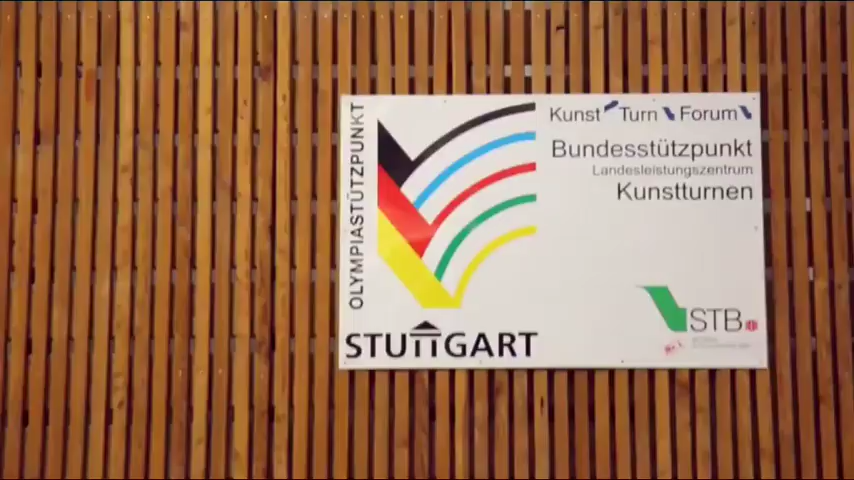 OLYMPIASTÜTZPUNKT
STUTTGART
Kunst Turn Forum
Bundesstützpunkt
Landesleistungszentrum
Kunstturnen
STB